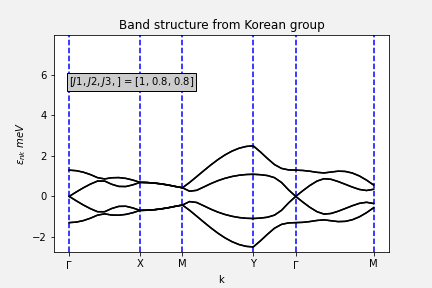 Band structure from Korean group
[J1, J2, J3, ] = [1, 0.8, 0.8]
εnk meV
6
4
2
0
−2
Γ X M Y Γ M
k